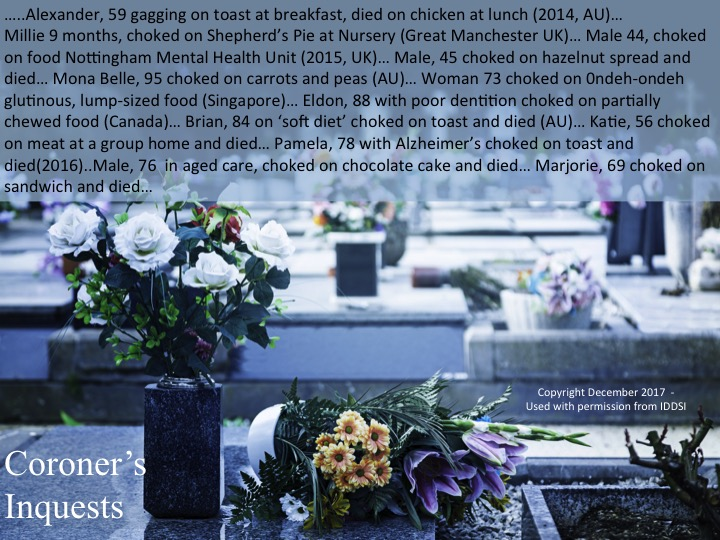 …..Alexander, 59 gagging on toast at breakfast, died on chicken at lunch (2014, AU)…
Millie 9 months, choked on Shepherd's Pie at Nursery (Great Manchester UK)… Male 44, choked
on food Nottingham Mental Health Unit (2015, UK)… Male, 45 choked on hazelnut spread and
died… Mona Belle, 95 choked on carrots and peas (AU)… Woman 73 choked on 0ndeh-ondeh
glutinous, lump-sized food (Singapore)… Eldon, 88 with poor dentition choked on partially
chewed food (Canada)… Brian, 84 on 'soft diet' choked on toast and died (AU)… Katie, 56 choked
on meat at a group home and died… Pamela, 78 with Alzheimer's choked on toast and
died(2016)..Male, 76 in aged care, choked on chocolate cake and died… Marjorie, 69 choked on
sandwich and died…
Copyright December 2017 -
Used with permission from IDDSI
Coroner's
Inquests